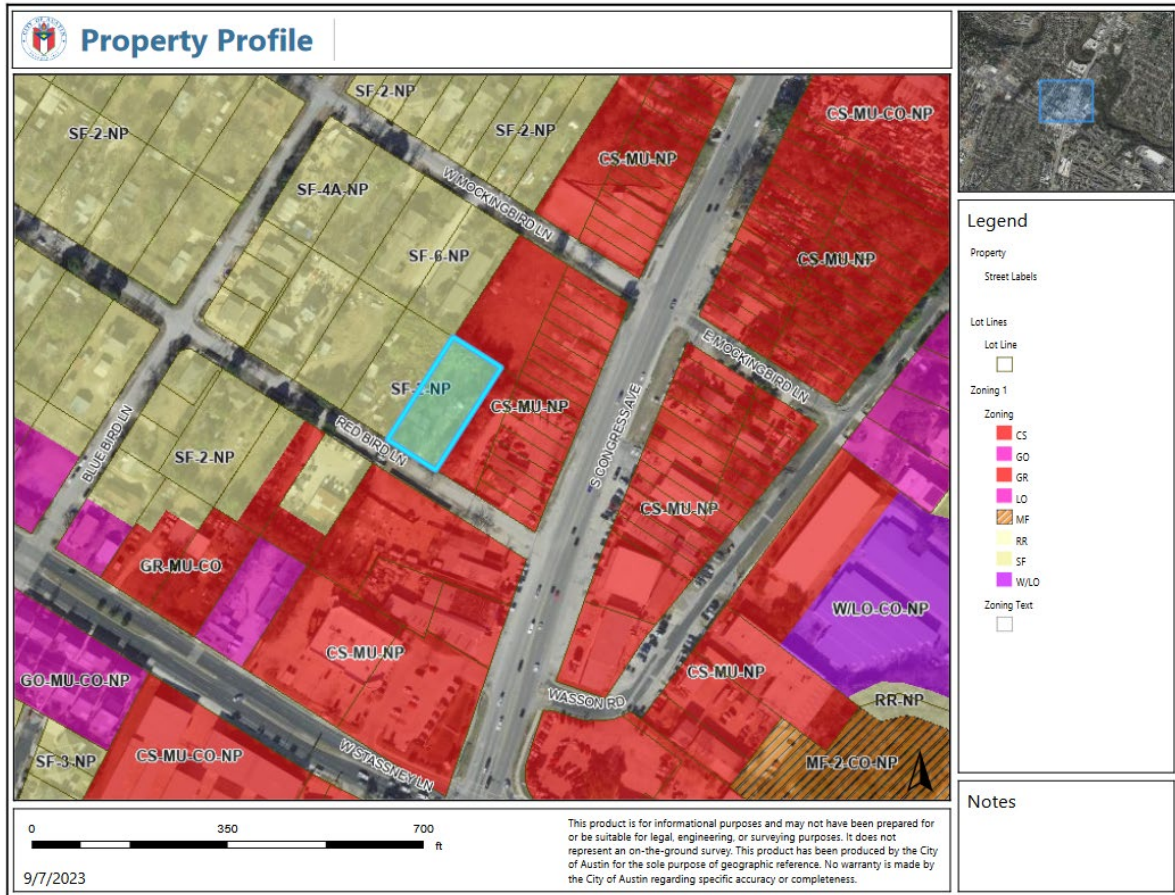 Property Profile
SF-2-NP
SF-2-NP
SF-2-NP
CS-MU-NP
CS-MU-CO-NP
W MOCKINGBIRD LN
SF-4A-NP
SF-6-NP
CS-MU-NP
E MOCKINGBIRD LN
CS-MU-NP
S CONGRESS AVE
RED BIRD LN
BLUE BIRD LN
SF-2-NP
CS-MU-NP
GR-MU-CO
W/LO-CO-NP
CS-MU-NP
CS-MU-NP
GO-MU-CO-NP
WASSON RD
RR-NP
SF-3-NP
CS-MU-CO-NP
W STASSNEY LN
MF-2-CO-NP
Legend
Property
Street Labels
Lot Lines
Lot Line
Zoning 1
Zoning
CS
GO
GR
LO
MF
RR
SF
W/LO
Zoning Text
Notes
0 350 700
ft
9/7/2023
This product is for informational purposes and may not have been prepared for
or be suitable for legal, engineering, or surveying purposes. It does not
represent an on-the-ground survey. This product has been produced by the City
of Austin for the sole purpose of geographic reference. No warranty is made by
the City of Austin regarding specific accuracy or completeness.